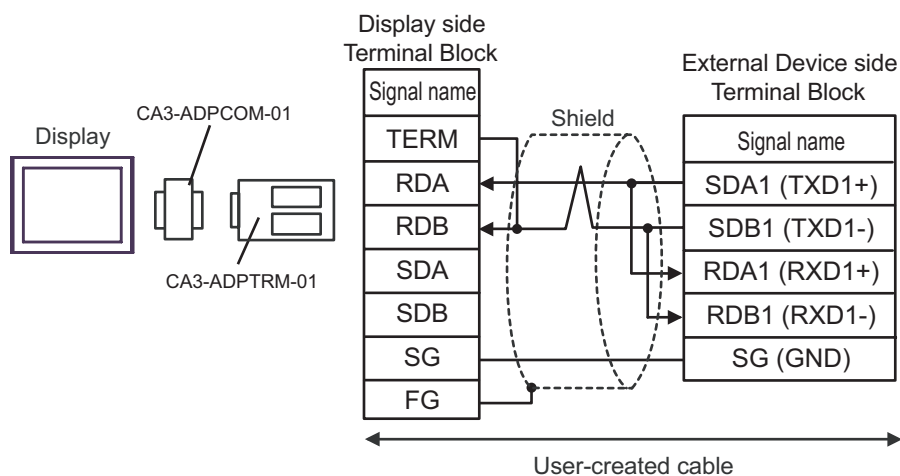 Display side
Terminal Block
External Device side
Terminal Block
CA3-ADPCOM-01
Display
CA3-ADPTRM-01
Signal name
TERM
RDA
RDB
SDA
SDB
SG
FG
Shield
Signal name
SDA1 (TXD1+)
SDB1 (TXD1-)
RDA1 (RXD1+)
RDB1 (RXD1-)
SG (GND)
User-created cable